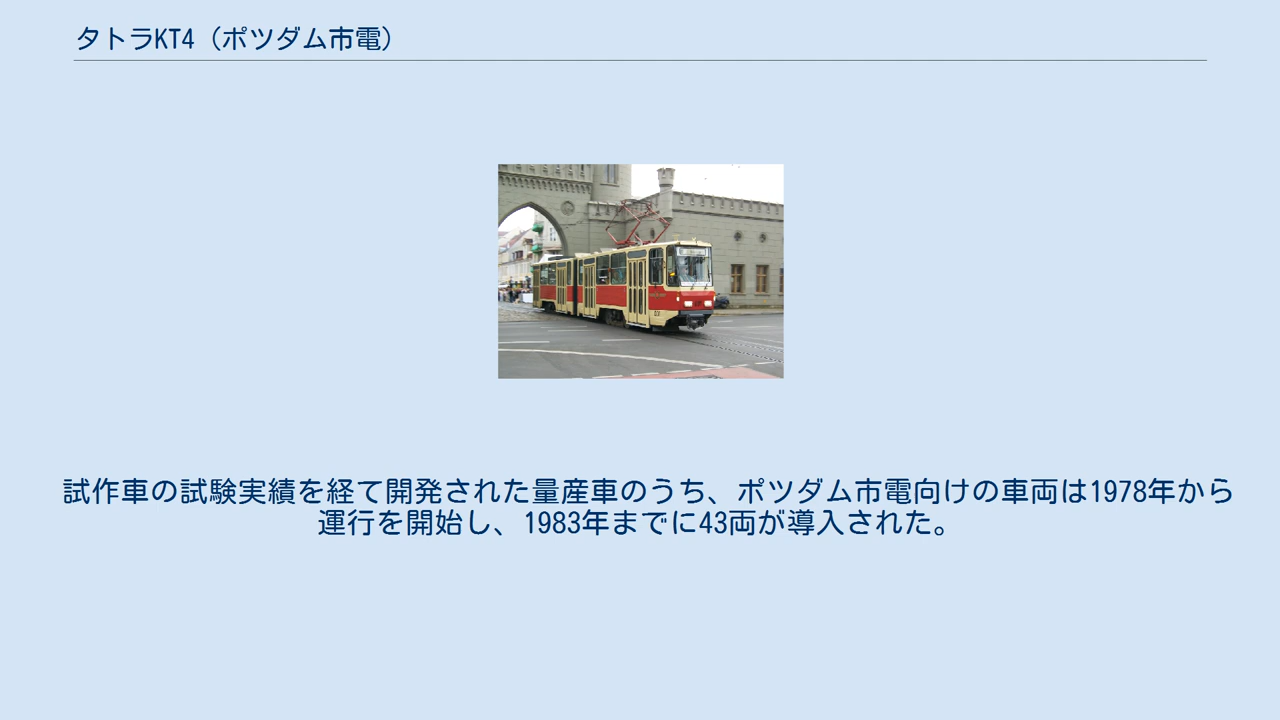 タトラKT4（ポツダム市電）
試作車の試験実績を経て開発された量産車のうち、ポツダム市電向けの車両は1978年から
運行を開始し、1983年までに43両が導入された。